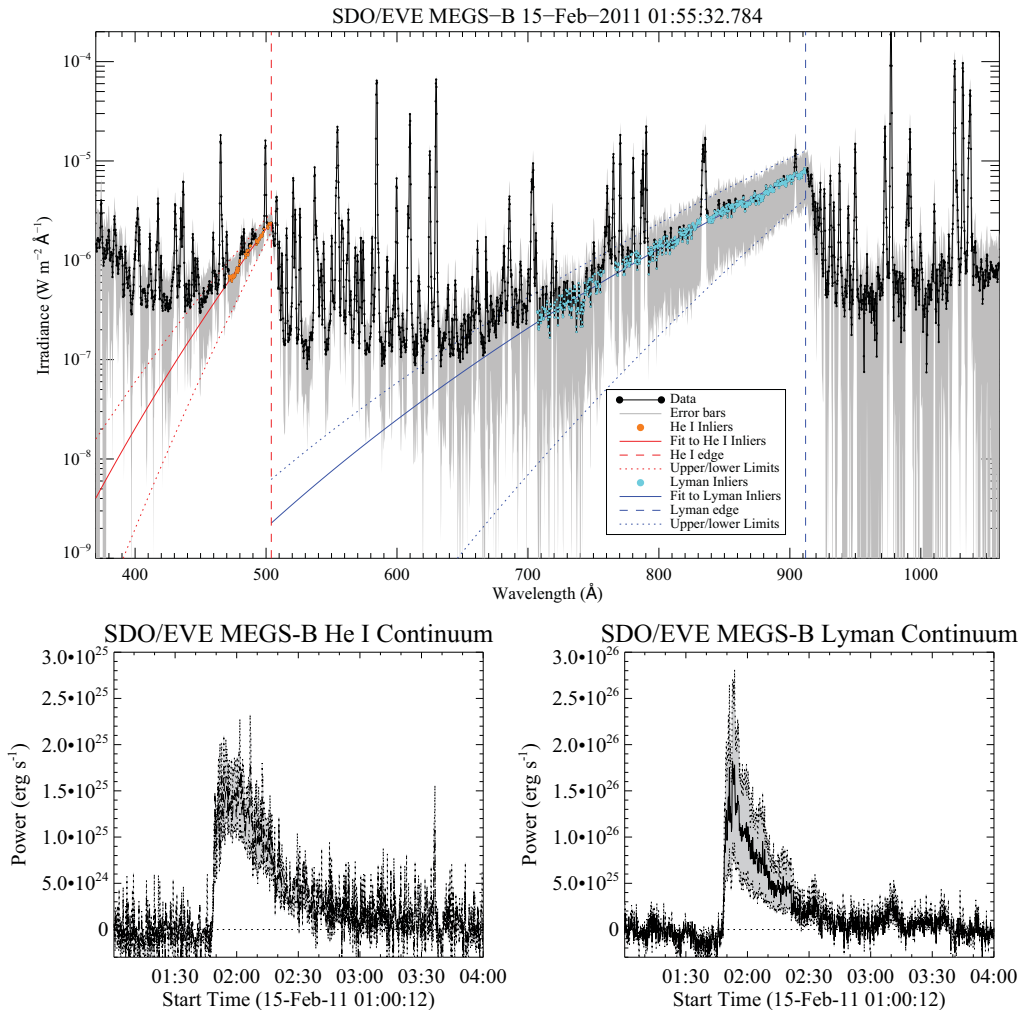 SDO/EVE MEGS−B 15−Feb−2011 01:55:32.784
Irradiance (W m⁻² Å⁻¹)
10⁻⁴
10⁻⁵
10⁻⁶
10⁻⁷
10⁻⁸
10⁻⁹
Data
Error bars
He I Inliers
Fit to He I Inliers
He I edge
Upper/lower Limits
Lyman Inliers
Fit to Lyman Inliers
Lyman edge
Upper/lower Limits
400 500 600 700 800 900 1000
Wavelength (Å)
SDO/EVE MEGS-B He I Continuum
Power (erg s⁻¹)
3.0•10²⁵
2.5•10²⁵
2.0•10²⁵
1.5•10²⁵
1.0•10²⁵
5.0•10²⁴
0
01:30 02:00 02:30 03:00 03:30 04:00
Start Time (15-Feb-11 01:00:12)
SDO/EVE MEGS-B Lyman Continuum
Power (erg s⁻¹)
3.0•10²⁶
2.5•10²⁶
2.0•10²⁶
1.5•10²⁶
1.0•10²⁶
5.0•10²⁵
0
01:30 02:00 02:30 03:00 03:30 04:00
Start Time (15-Feb-11 01:00:12)